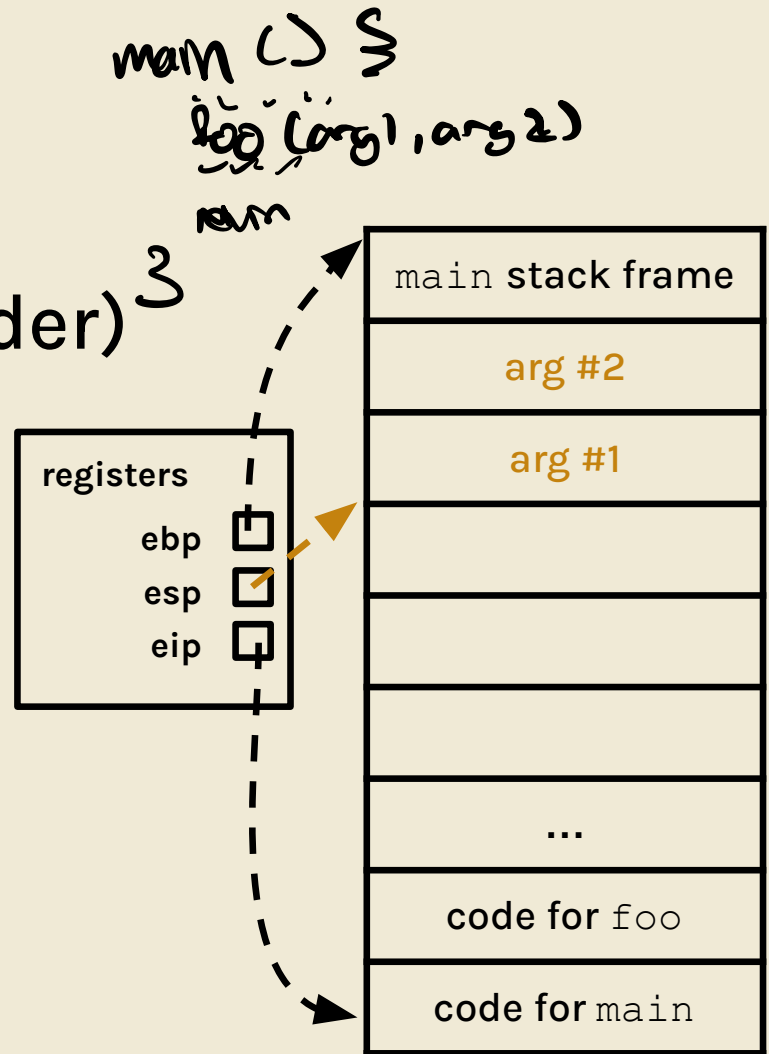 main () {
foo (arg1, arg2)
}
der)
main stack frame
arg #2
arg #1
registers
ebp
esp
eip
...
code for foo
code for main